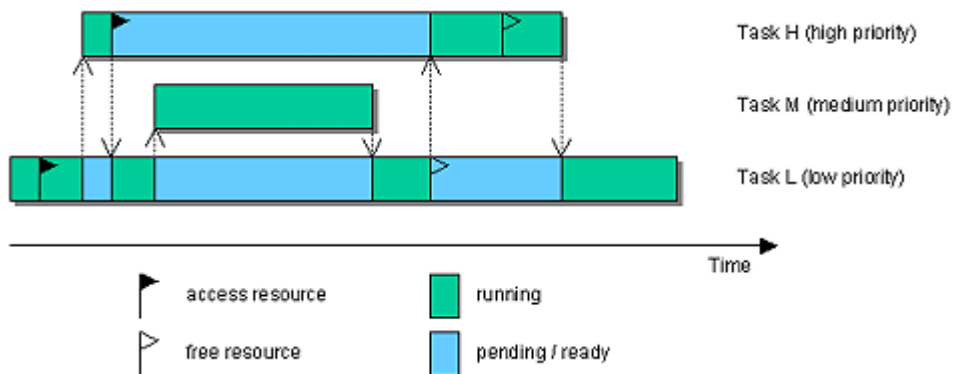 Task H (high priority)
Task M (medium priority)
Task L (low priority)
Time
access resource
running
free resource
pending / ready